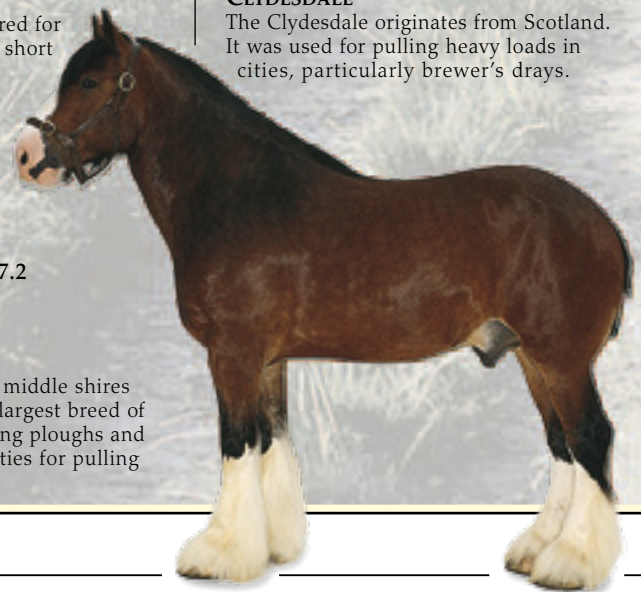 red for
short
CLYDESDALE
The Clydesdale originates from Scotland.
It was used for pulling heavy loads in
cities, particularly brewer's drays.
7.2
middle shires
largest breed of
ng ploughs and
ties for pulling